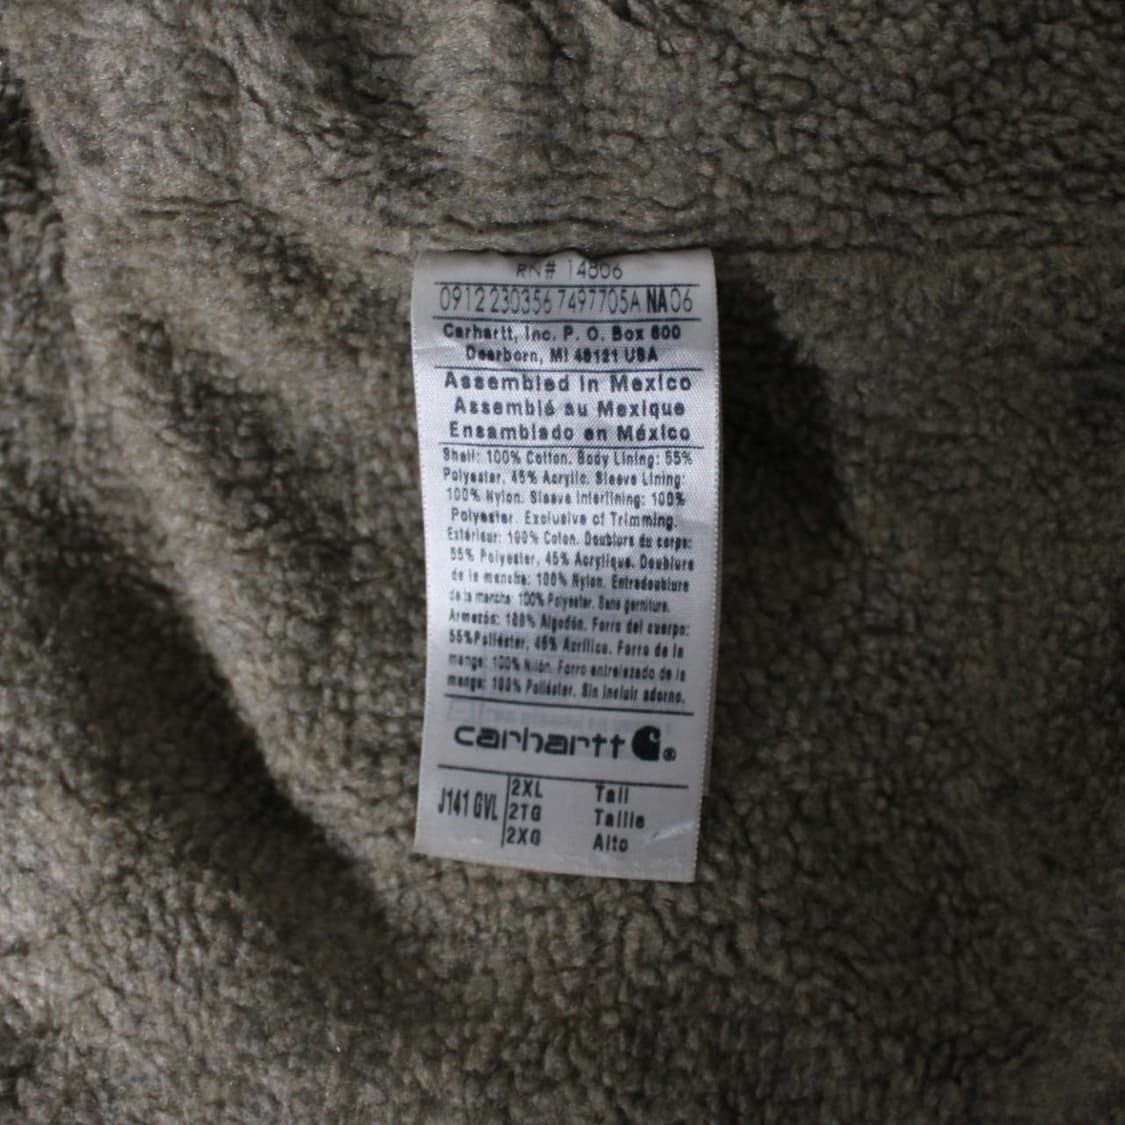 RN# 14806
0912 230356 7497705A NA06
Carhartt, Inc. P. O. Box 600
Dearborn, MI 48121 USA
Assembled in Mexico
Assemblé au Mexique
Ensamblado en México
Shell: 100% Cotton. Body Lining: 55%
Polyester, 45% Acrylic. Sleeve Lining:
100% Nylon. Sleeve Interlining: 100%
Polyester. Exclusive of Trimming.
Extérieur: 100% Coton. Doublure du corps:
55% Polyester, 45% Acrylique. Doublure
de la manche: 100% Nylon. Entredoublure
de la manche: 100% Polyester. Sans garniture.
Armazón: 100% Algodón. Forro del cuerpo:
55%Poliéster, 45% Acrílico. Forro de la
manga: 100% Nilón. Forro entrelazado de la
manga: 100% Poliéster. Sin incluir adorno.
carhartt ®
J141 GVL
2XL Tall
2TG Taille
2XG Alto